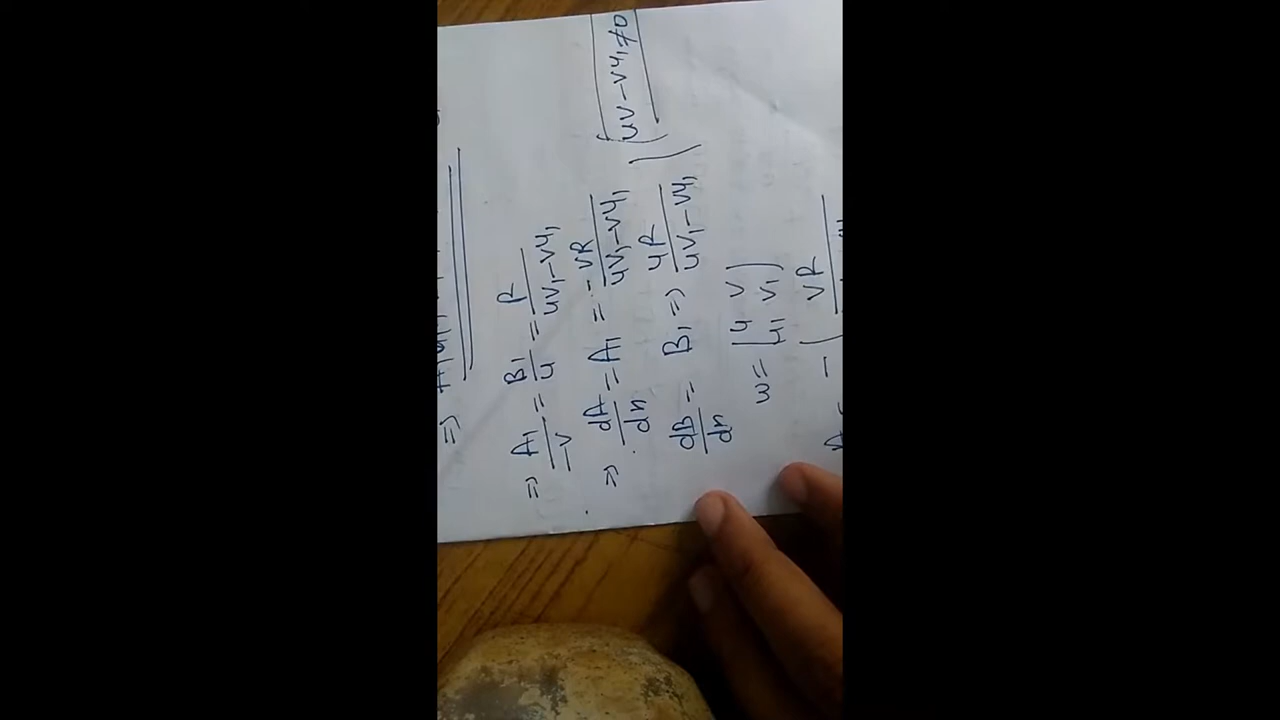 ⇒ A₁/-v = B₁/u = R/(uv₁-vu₁)
⇒ dA/dx = A₁ = -vR/(uv₁-vu₁)
(uv-vu₁≠0
dB/dx = B₁ ⇒ uR/(uv₁-vu₁)
w = |u v|
|u₁ v₁|